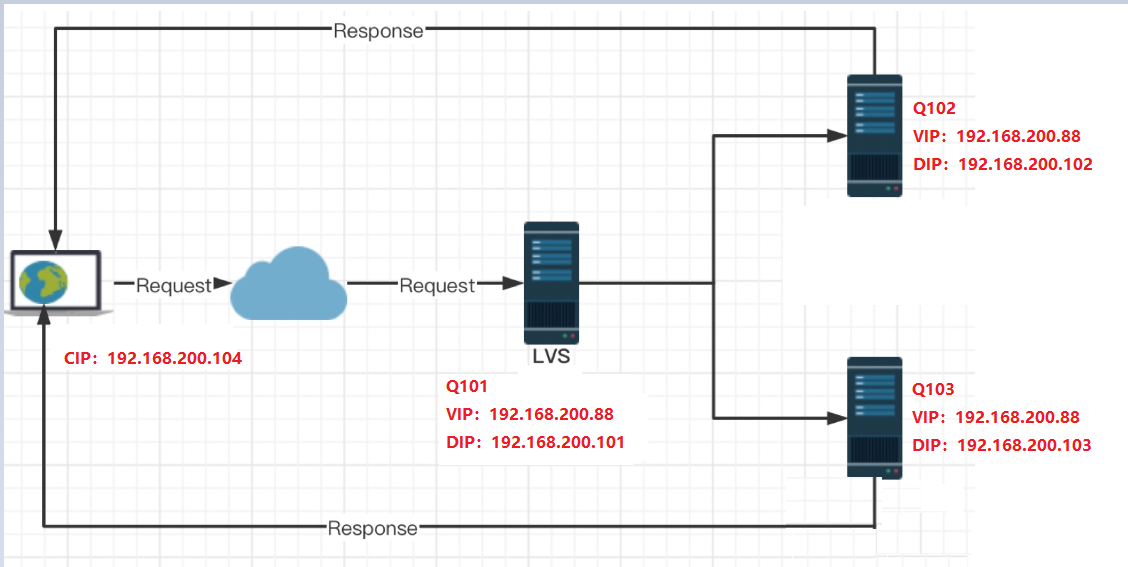 Response
Q102
VIP：192.168.200.88
DIP：192.168.200.102
Request
Request
LVS
CIP：192.168.200.104
Q101
VIP：192.168.200.88
DIP：192.168.200.101
Q103
VIP：192.168.200.88
DIP：192.168.200.103
Response